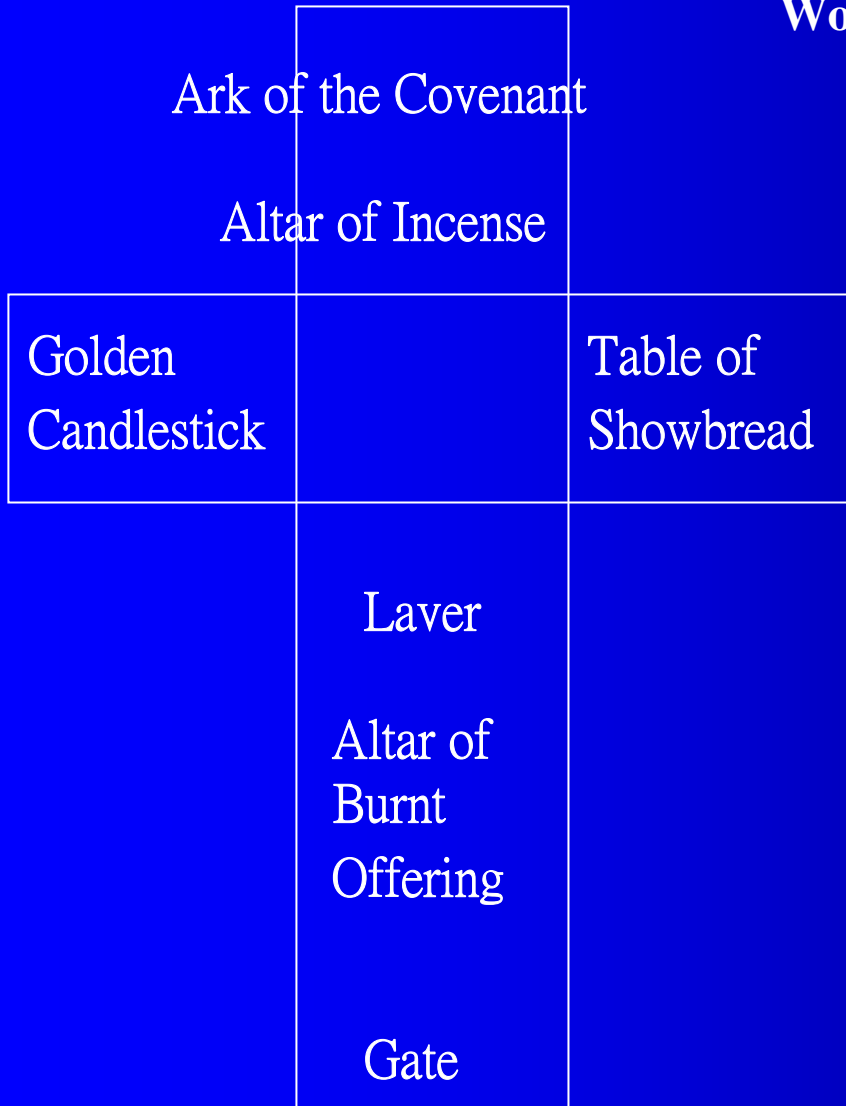 Ark of the Covenant
Altar of Incense
Golden
Candlestick
Table of
Showbread
Laver
Altar of
Burnt
Offering
Gate